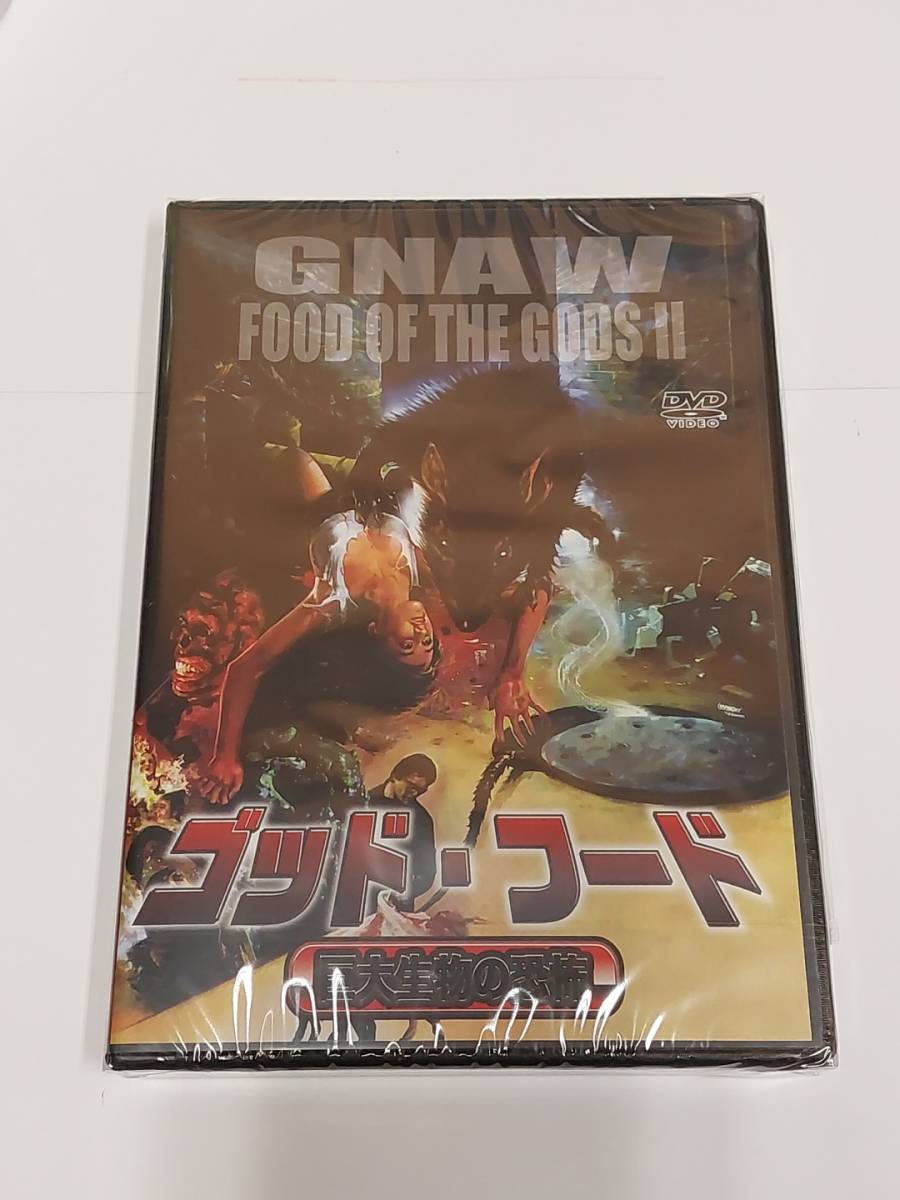 GNAW
FOOD OF THE GODS II
DVD
VIDEO
ゴッド・フード
巨大生物の恐怖